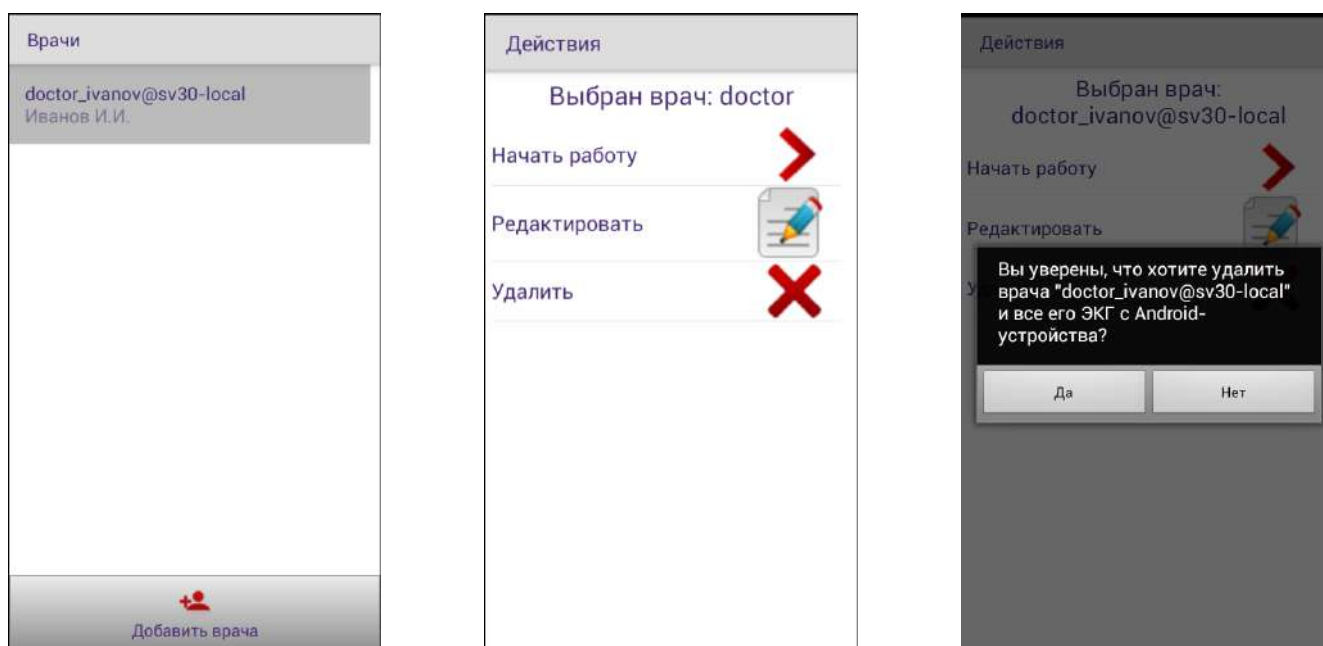 Врачи
doctor_ivanov@sv30-local
Иванов И.И.
Добавить врача
Действия
Выбран врач: doctor
Начать работу
Редактировать
Удалить
Действия
Выбран врач:
doctor_ivanov@sv30-local
Начать работу
Редактировать
У
Вы уверены, что хотите удалить
врача "doctor_ivanov@sv30-local"
и все его ЭКГ с Android-
устройства?
Да
Нет